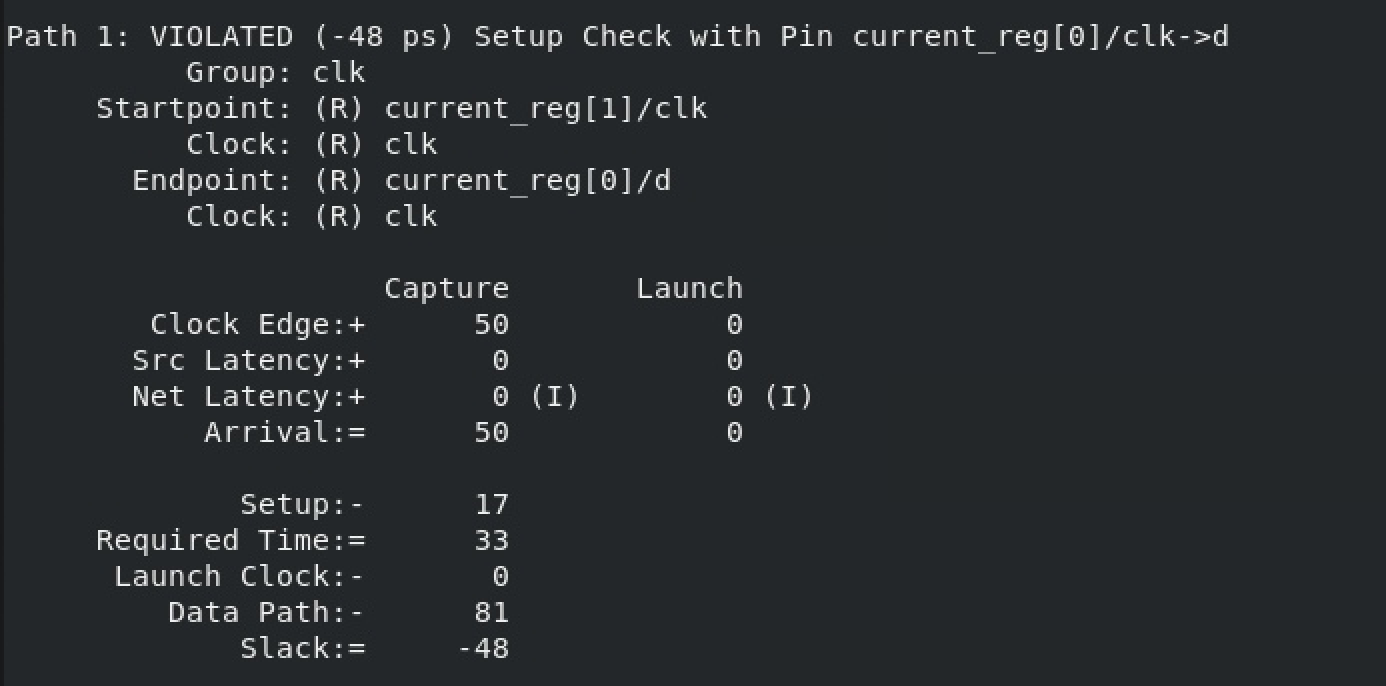 Path 1: VIOLATED (-48 ps) Setup Check with Pin current_reg[0]/clk->d
Group: clk
Startpoint: (R) current_reg[1]/clk
Clock: (R) clk
Endpoint: (R) current_reg[0]/d
Clock: (R) clk
Capture Launch
Clock Edge:+ 50 0
Src Latency:+ 0 0
Net Latency:+ 0 (I) 0 (I)
Arrival:= 50 0
Setup:- 17
Required Time:= 33
Launch Clock:- 0
Data Path:- 81
Slack:= -48